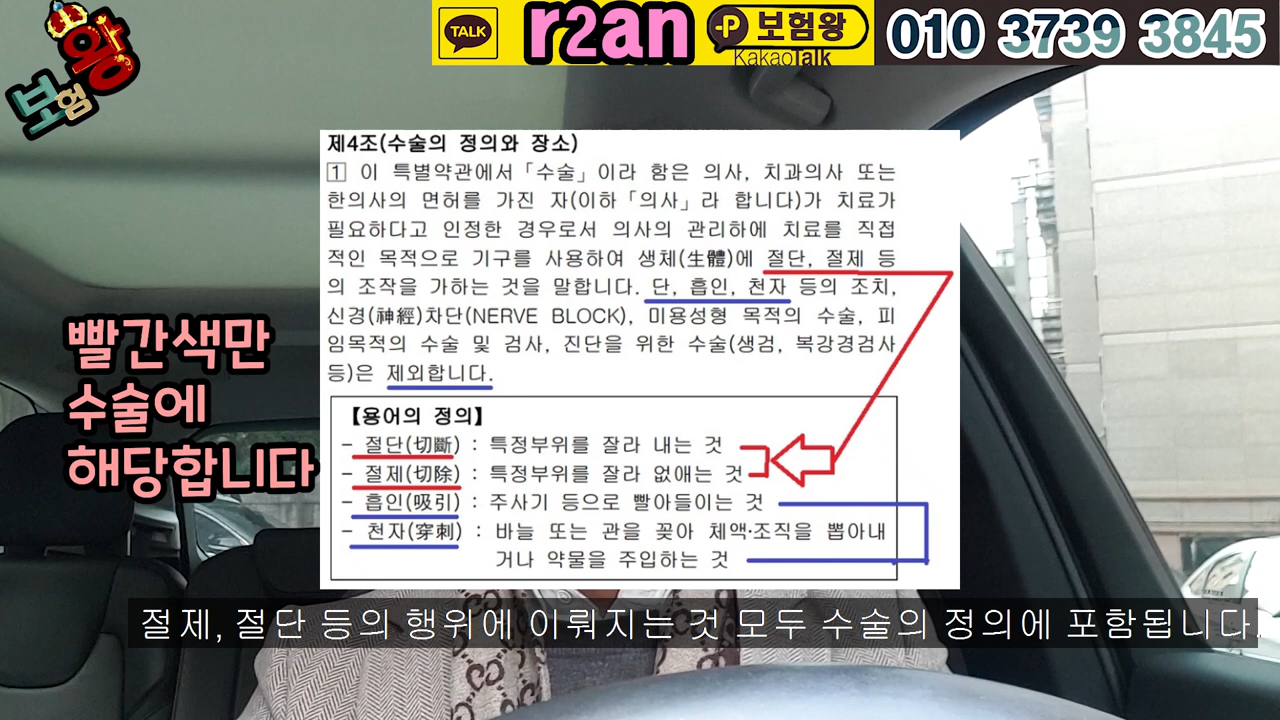 보험왕
TALK
r2an
보험왕
KakaoTalk
010 3739 3845
제4조(수술의 정의와 장소)
1 이 특별약관에서「수술」이라 함은 의사, 치과의사 또는
한의사의 면허를 가진 자(이하「의사」라 합니다)가 치료가
필요하다고 인정한 경우로서 의사의 관리하에 치료를 직접
적인 목적으로 기구를 사용하여 생체(生體)에 절단, 절제 등
의 조작을 가하는 것을 말합니다. 단, 흡인, 천자 등의 조치,
신경(神經)차단(NERVE BLOCK), 미용성형 목적의 수술, 피
임목적의 수술 및 검사, 진단을 위한 수술(생검, 복강경검사
등)은 제외합니다.
【용어의 정의】
- 절단(切斷) : 특정부위를 잘라 내는 것
- 절제(切除) : 특정부위를 잘라 없애는 것
- 흡인(吸引) : 주사기 등으로 빨아들이는 것
- 천자(穿刺) : 바늘 또는 관을 꽂아 체액·조직을 뽑아내
거나 약물을 주입하는 것
빨간색만
수술에
해당합니다
절제, 절단 등의 행위에 이뤄지는 것 모두 수술의 정의에 포함됩니다.